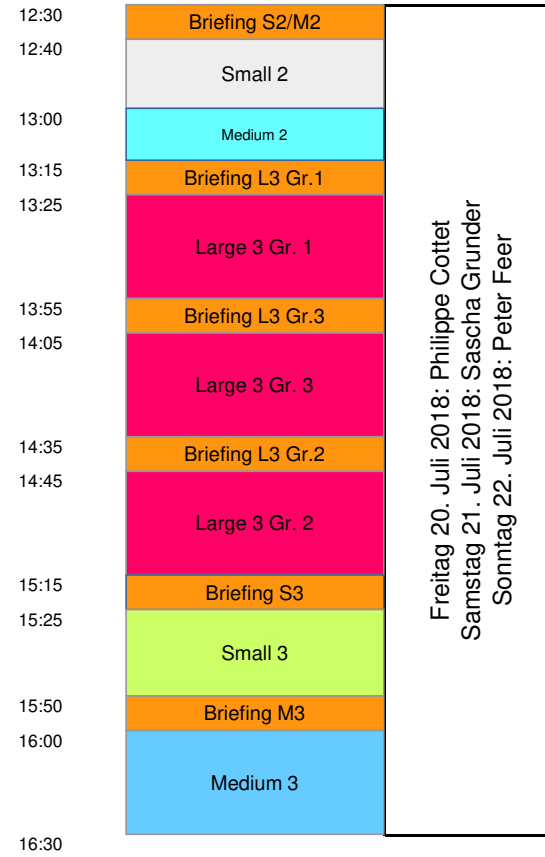 12:30
Briefing S2/M2
12:40
Small 2
13:00
Medium 2
13:15
Briefing L3 Gr.1
13:25
Large 3 Gr. 1
13:55
Briefing L3 Gr.3
14:05
Large 3 Gr. 3
14:35
Briefing L3 Gr.2
14:45
Large 3 Gr. 2
15:15
Briefing S3
15:25
Small 3
15:50
Briefing M3
16:00
Medium 3
16:30
Freitag 20. Juli 2018: Philippe Cottet
Samstag 21. Juli 2018: Sascha Grunder
Sonntag 22. Juli 2018: Peter Feer